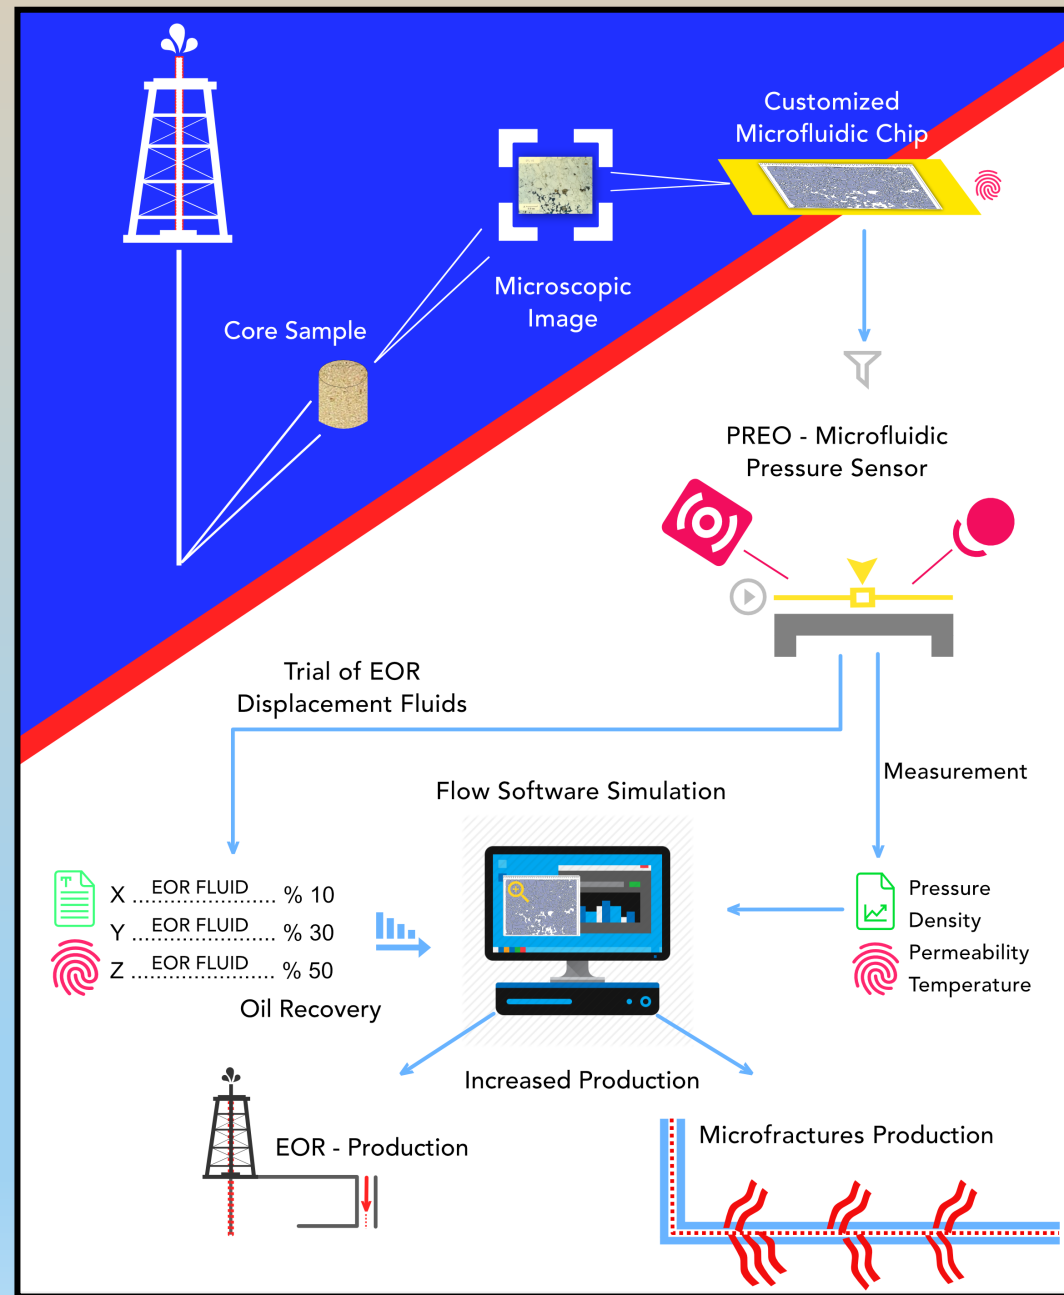 Customized
Microfluidic Chip
Microscopic
Image
Core Sample
PREO - Microfluidic
Pressure Sensor
Trial of EOR
Displacement Fluids
Measurement
Flow Software Simulation
X .... EOR FLUID .... % 10
Y .... EOR FLUID .... % 30
Z .... EOR FLUID .... % 50
Oil Recovery
T
Pressure
Density
Permeability
Temperature
Increased Production
EOR - Production
Microfractures Production